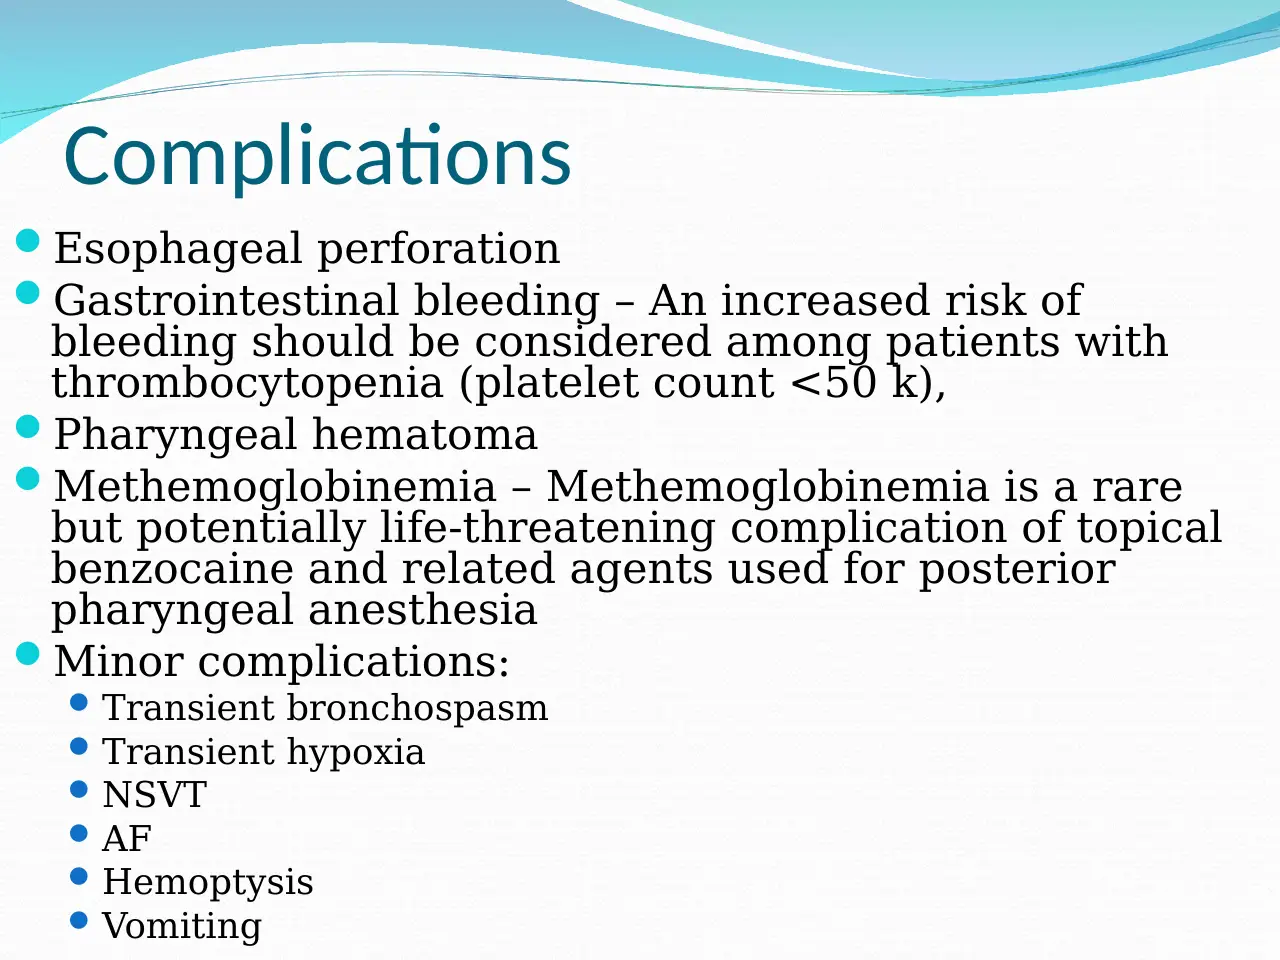 Complications
Esophageal perforation
Gastrointestinal bleeding – An increased risk of
bleeding should be considered among patients with
thrombocytopenia (platelet count <50 k),
Pharyngeal hematoma
Methemoglobinemia – Methemoglobinemia is a rare
but potentially life-threatening complication of topical
benzocaine and related agents used for posterior
pharyngeal anesthesia
Minor complications:
Transient bronchospasm
Transient hypoxia
NSVT
AF
Hemoptysis
Vomiting